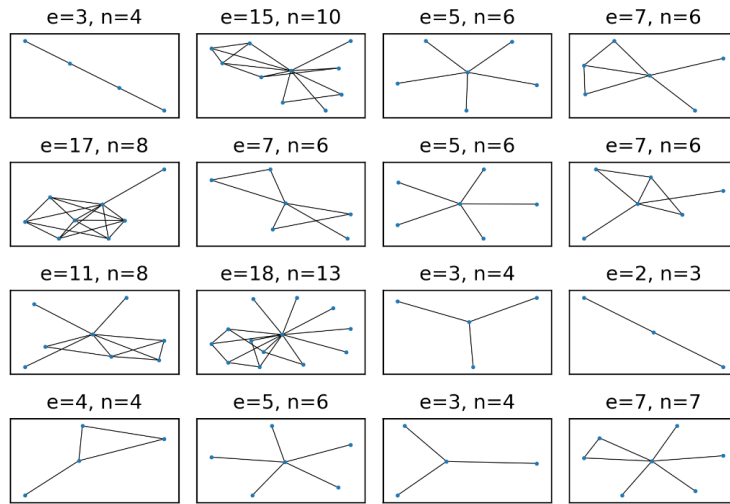 e=3, n=4 e=15, n=10 e=5, n=6 e=7, n=6
e=17, n=8 e=7, n=6 e=5, n=6 e=7, n=6
e=11, n=8 e=18, n=13 e=3, n=4 e=2, n=3
e=4, n=4 e=5, n=6 e=3, n=4 e=7, n=7